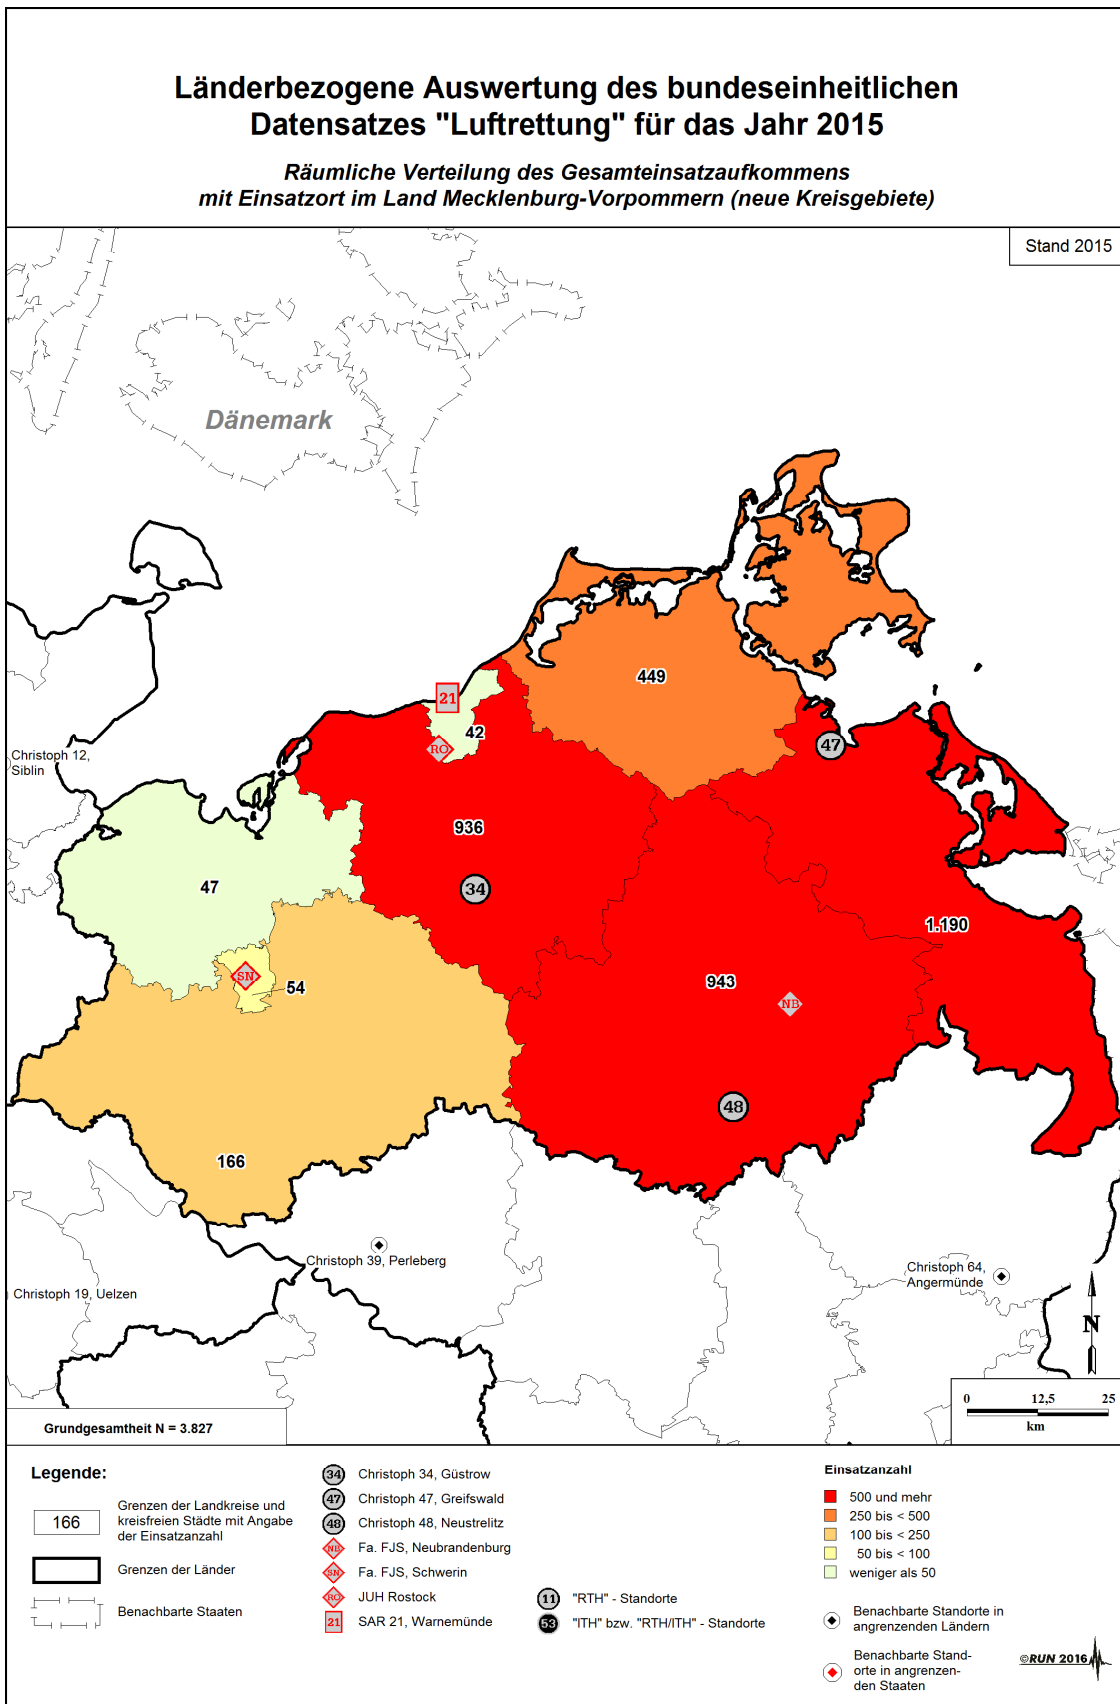 Länderbezogene Auswertung des bundeseinheitlichen
Datensatzes "Luftrettung" für das Jahr 2015
Räumliche Verteilung des Gesamteinsatzaufkommens
mit Einsatzort im Land Mecklenburg-Vorpommern (neue Kreisgebiete)
Stand 2015
Dänemark
449
21
42
RO
47
Christoph 12,
Siblin
936
47
34
1.190
SN
54
943
NB
48
166
Christoph 39, Perleberg
Christoph 64,
Angermünde
Christoph 19, Uelzen
N
0 12,5 25
km
Grundgesamtheit N = 3.827
Legende:
166
Grenzen der Landkreise und
kreisfreien Städte mit Angabe
der Einsatzanzahl
Grenzen der Länder
Benachbarte Staaten
34 Christoph 34, Güstrow
47 Christoph 47, Greifswald
48 Christoph 48, Neustrelitz
NB Fa. FJS, Neubrandenburg
SN Fa. FJS, Schwerin
RO JUH Rostock
21 SAR 21, Warnemünde
11 "RTH" - Standorte
53 "ITH" bzw. "RTH/ITH" - Standorte
Einsatzanzahl
500 und mehr
250 bis < 500
100 bis < 250
50 bis < 100
weniger als 50
Benachbarte Standorte in
angrenzenden Ländern
Benachbarte Stand-
orte in angrenzen-
den Staaten
©RUN 2016